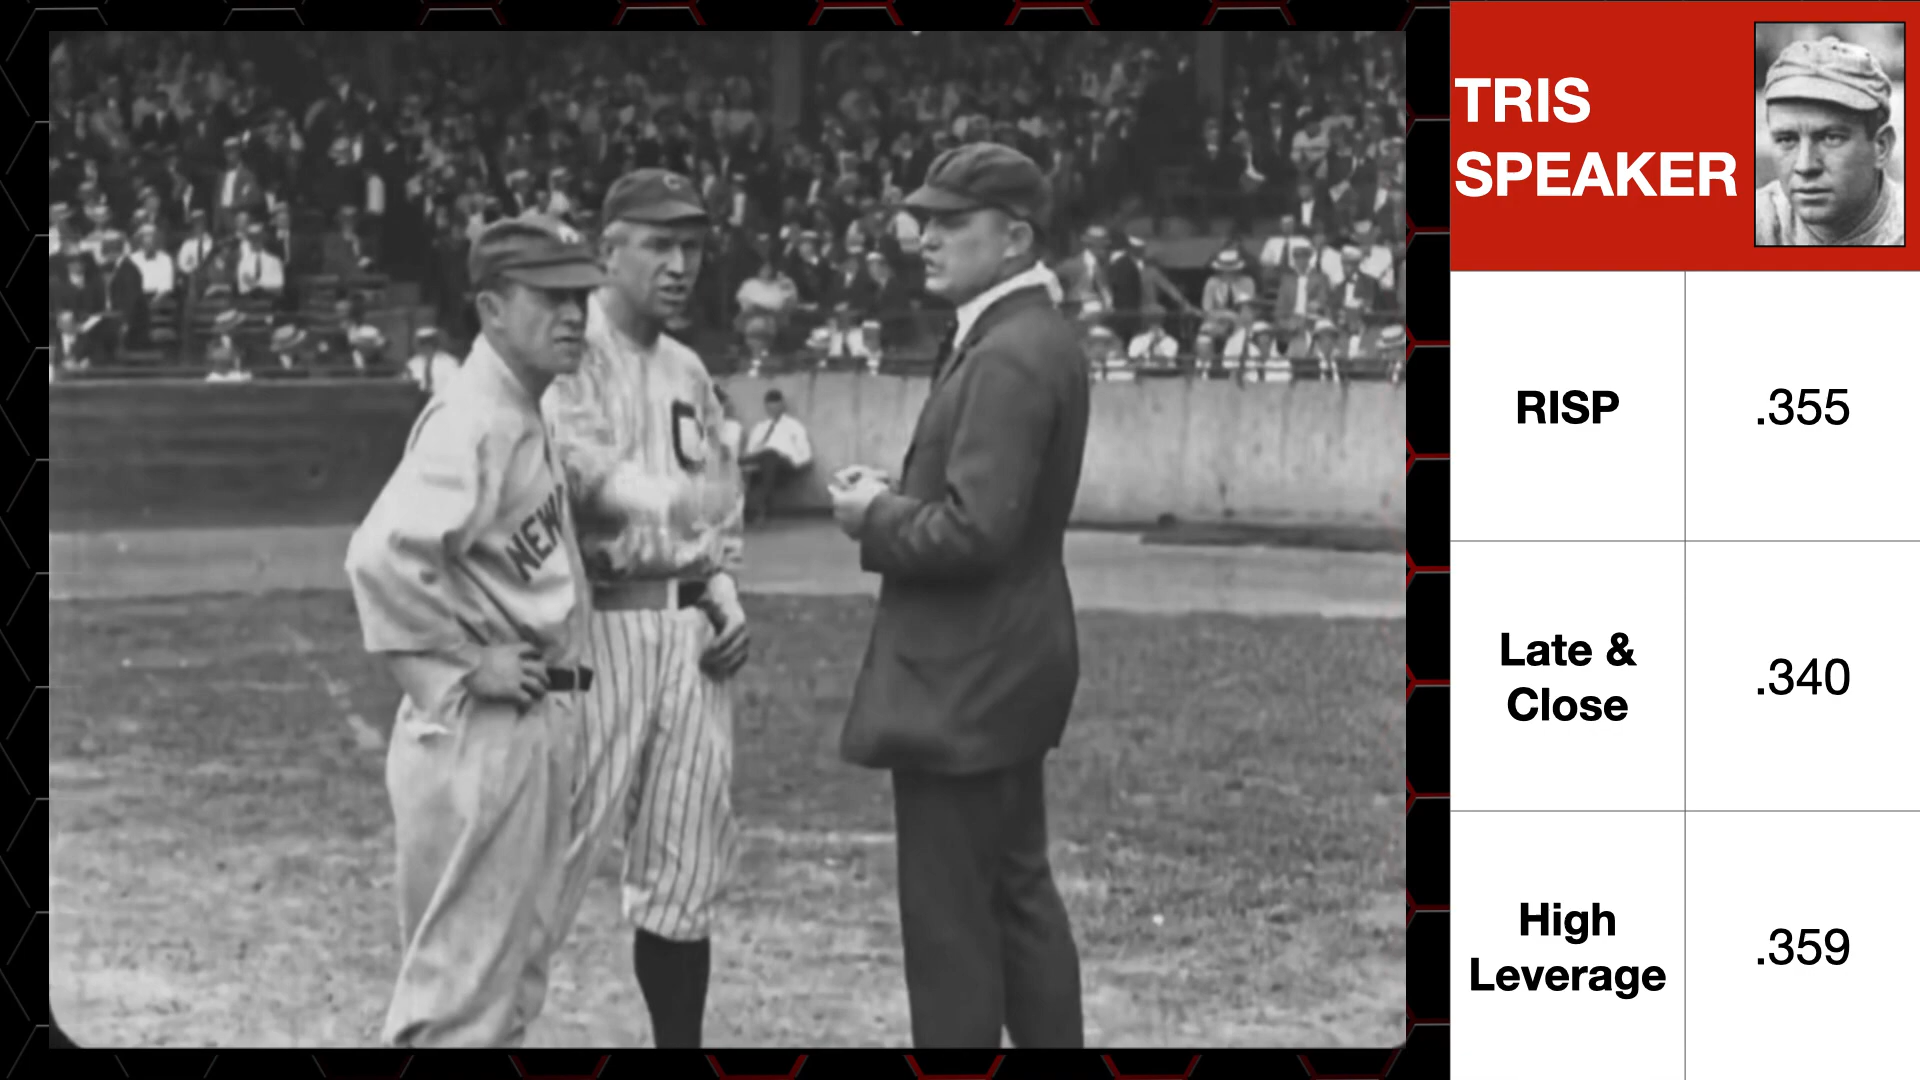 C
C
NEW
TRIS
SPEAKER
RISP
.355
Late &
Close
.340
High
Leverage
.359